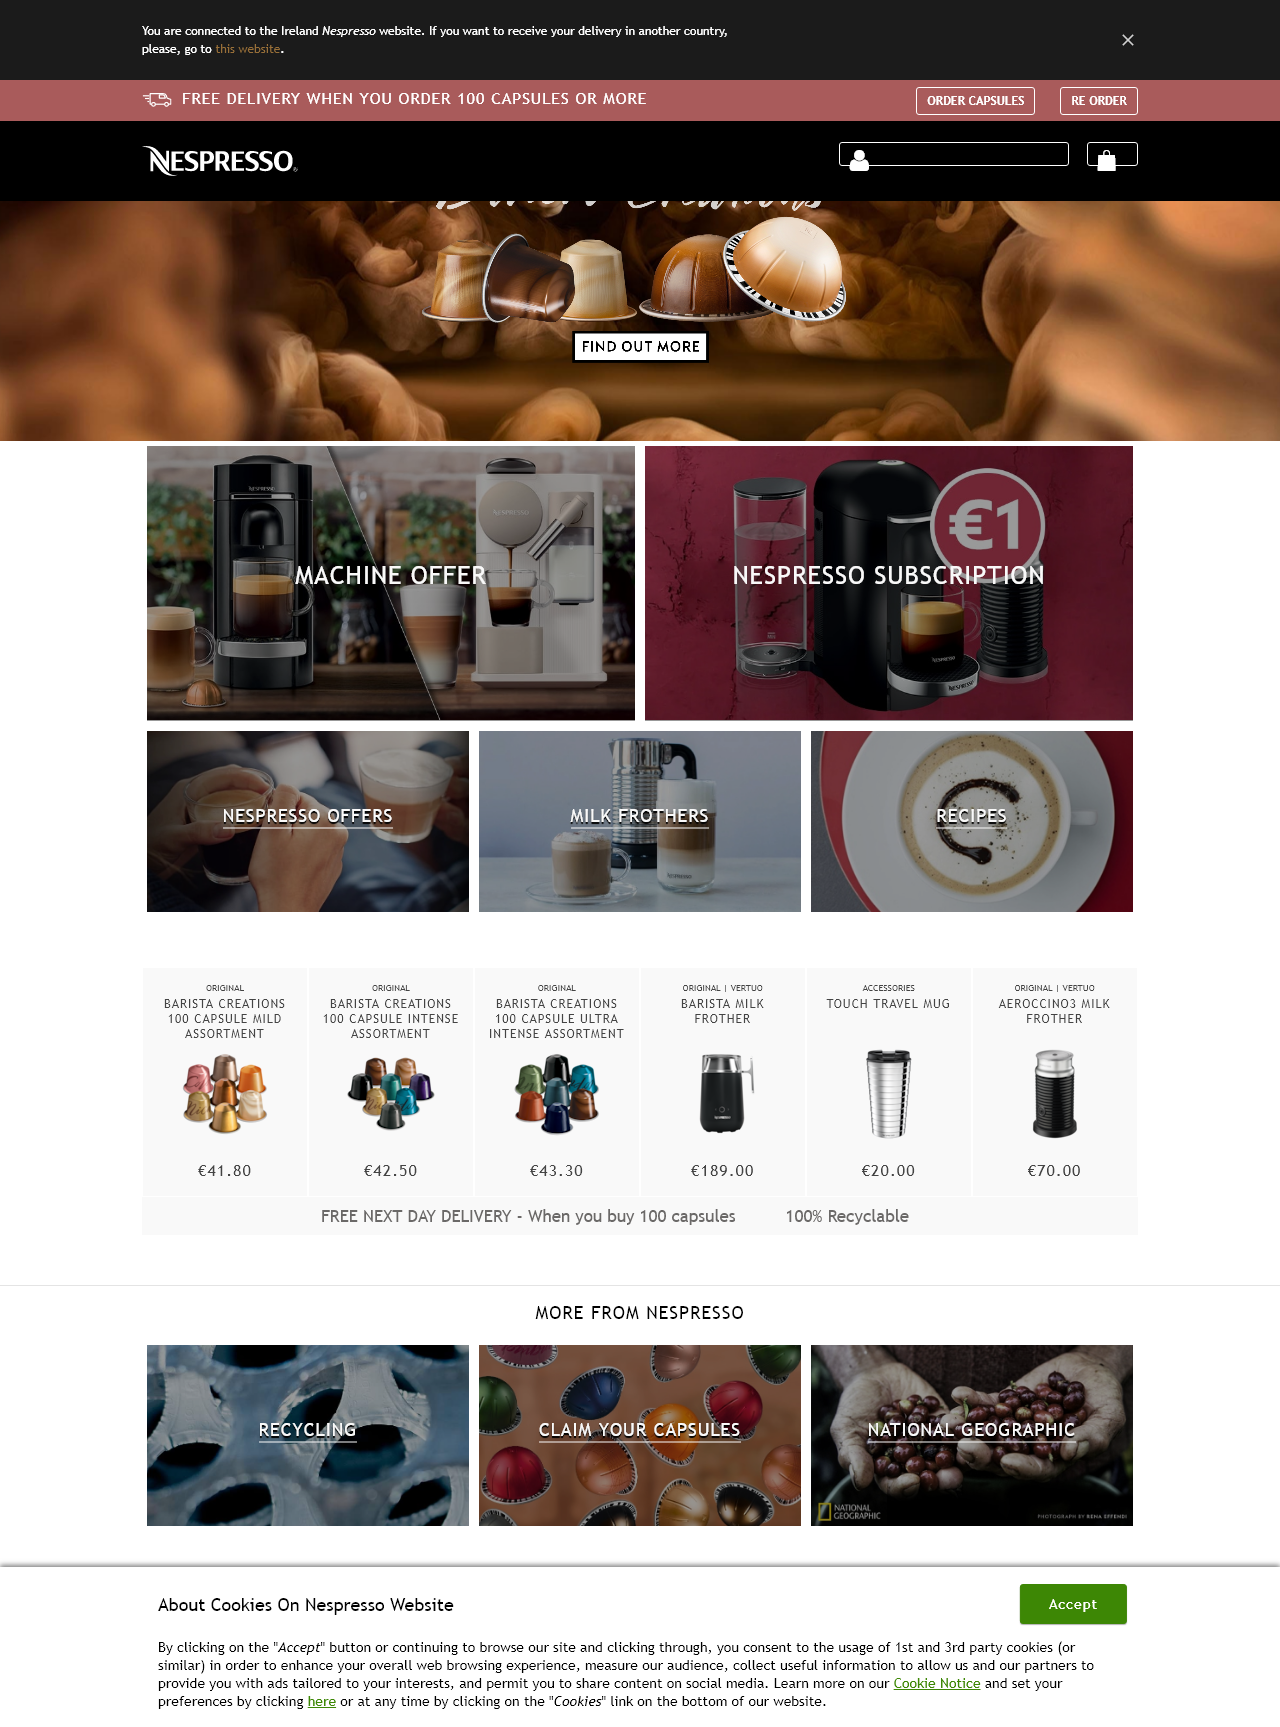 You are connected to the Ireland Nespresso website. If you want to receive your delivery in another country,
please, go to this website.
FREE DELIVERY WHEN YOU ORDER 100 CAPSULES OR MORE
ORDER CAPSULES
RE ORDER
NESPRESSO
Barista Creations
FIND OUT MORE
MACHINE OFFER
€1
NESPRESSO SUBSCRIPTION
NESPRESSO OFFERS
MILK FROTHERS
RECIPES
ORIGINAL
BARISTA CREATIONS
100 CAPSULE MILD
ASSORTMENT
€41.80
ORIGINAL
BARISTA CREATIONS
100 CAPSULE INTENSE
ASSORTMENT
€42.50
ORIGINAL
BARISTA CREATIONS
100 CAPSULE ULTRA
INTENSE ASSORTMENT
€43.30
ORIGINAL | VERTUO
BARISTA MILK
FROTHER
€189.00
ACCESSORIES
TOUCH TRAVEL MUG
€20.00
ORIGINAL | VERTUO
AEROCCINO3 MILK
FROTHER
€70.00
FREE NEXT DAY DELIVERY - When you buy 100 capsules
100% Recyclable
MORE FROM NESPRESSO
RECYCLING
CLAIM YOUR CAPSULES
NATIONAL GEOGRAPHIC
NATIONAL
GEOGRAPHIC
PHOTOGRAPH BY RENA EFFENDI
About Cookies On Nespresso Website
Accept
By clicking on the "Accept" button or continuing to browse our site and clicking through, you consent to the usage of 1st and 3rd party cookies (or
similar) in order to enhance your overall web browsing experience, measure our audience, collect useful information to allow us and our partners to
provide you with ads tailored to your interests, and permit you to share content on social media. Learn more on our Cookie Notice and set your
preferences by clicking here or at any time by clicking on the "Cookies" link on the bottom of our website.